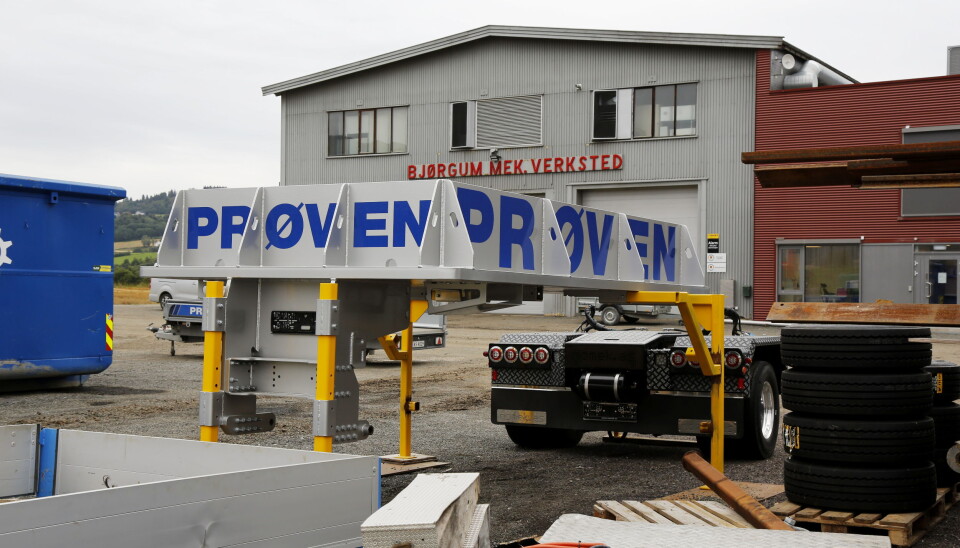 BJØRGUM MEK. VERKSTED
PRØVEN PRØVEN